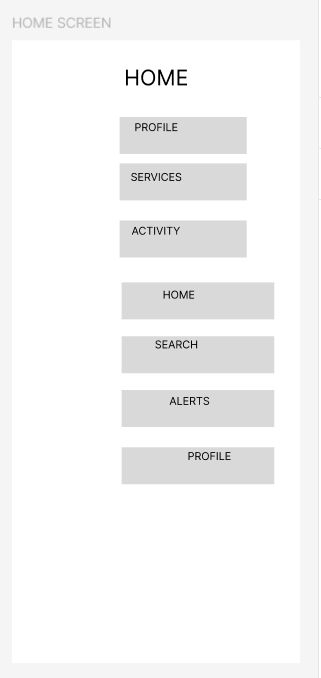 HOME SCREEN
HOME
PROFILE
SERVICES
ACTIVITY
HOME
SEARCH
ALERTS
PROFILE